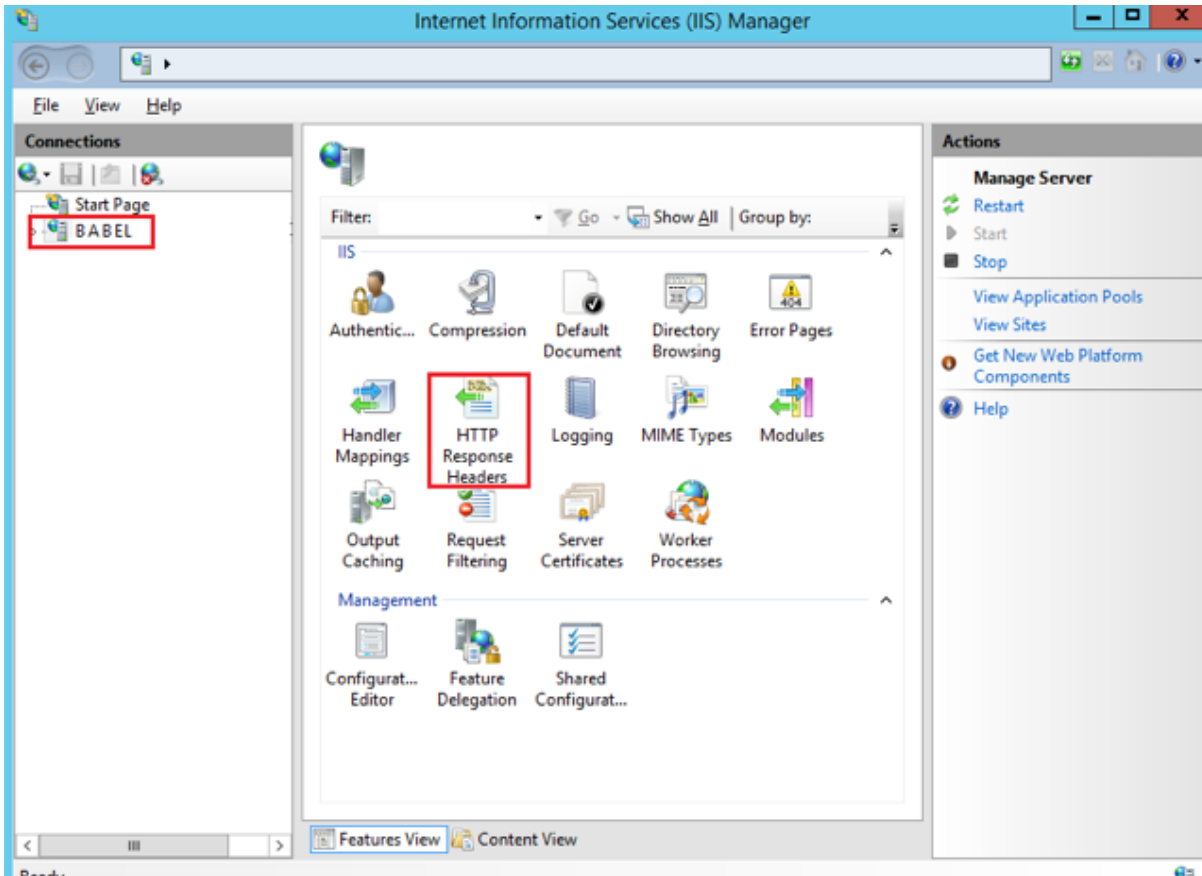 Internet Information Services (IIS) Manager
File View Help
Connections
Start Page
BABEL
Filter: Go Show All Group by:
IIS
Authentic... Compression Default Document Directory Browsing Error Pages
Handler Mappings HTTP Response Headers Logging MIME Types Modules
Output Caching Request Filtering Server Certificates Worker Processes
Management
Configurat... Editor Feature Delegation Shared Configurat...
Features View Content View
Actions
Manage Server
Restart
Start
Stop
View Application Pools
View Sites
Get New Web Platform
Components
Help
Ready